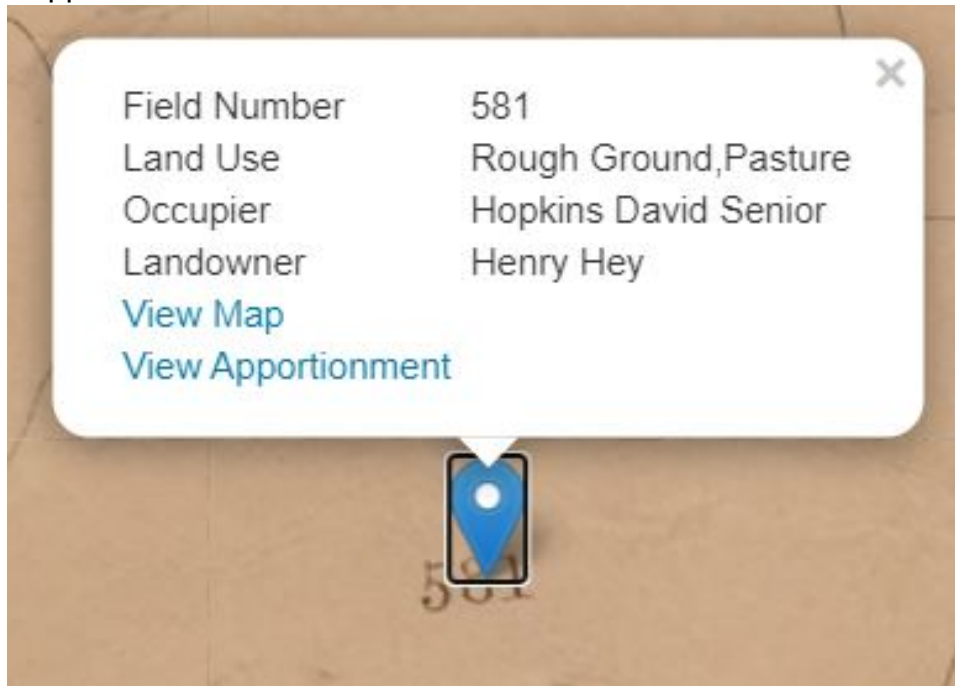 Field Number 581
Land Use Rough Ground,Pasture
Occupier Hopkins David Senior
Landowner Henry Hey
View Map
View Apportionment
581